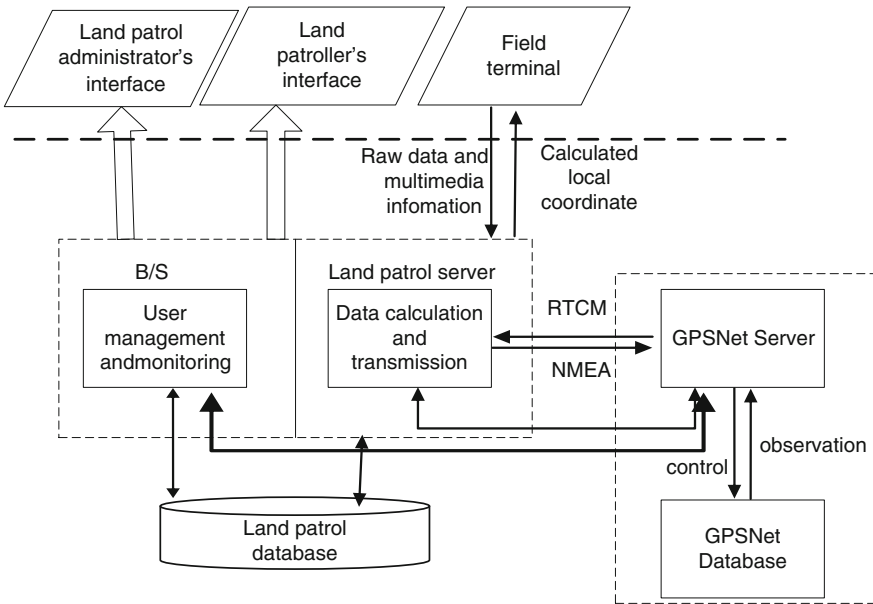 Land patrol
administrator's
interface
Land
patroller's
interface
Field
terminal
Raw data and
multimedia
infomation
Calculated
local
coordinate
B/S
User
management
andmonitoring
Land patrol server
Data calculation
and
transmission
RTCM
NMEA
GPSNet Server
control
observation
Land patrol
database
GPSNet
Database